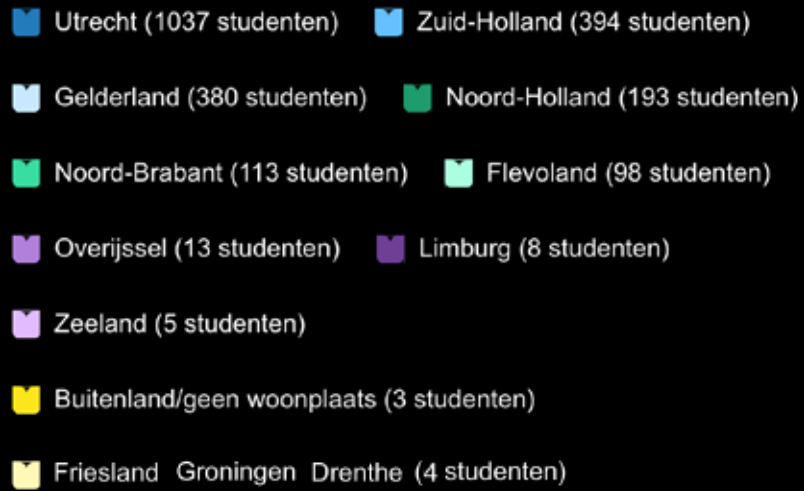 Utrecht (1037 studenten) Zuid-Holland (394 studenten)
Gelderland (380 studenten) Noord-Holland (193 studenten)
Noord-Brabant (113 studenten) Flevoland (98 studenten)
Overijssel (13 studenten) Limburg (8 studenten)
Zeeland (5 studenten)
Buitenland/geen woonplaats (3 studenten)
Friesland Groningen Drenthe (4 studenten)